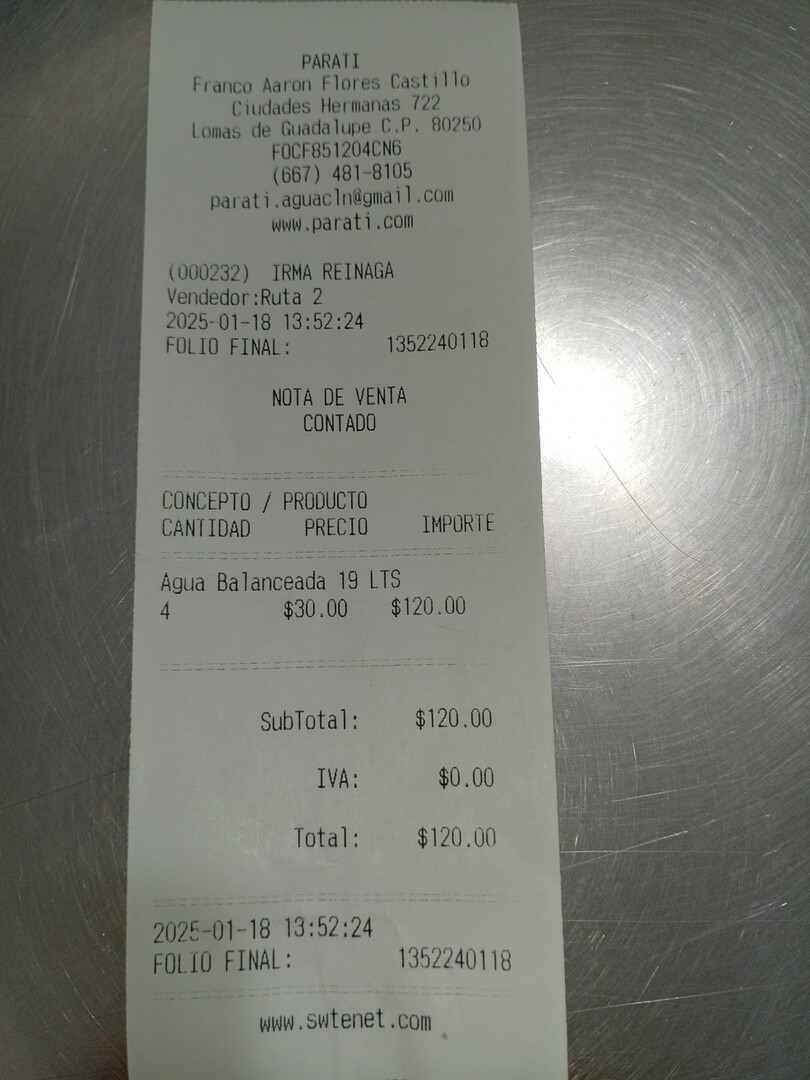 PARATI
Franco Aaron Flores Castillo
Ciudades Hermanas 722
Lomas de Guadalupe C.P. 80250
FOCF851204CN6
(667) 481-8105
parati.aguacln@gmail.com
www.parati.com
(000232) IRMA REINAGA
Vendedor:Ruta 2
2025-01-18 13:52:24
FOLIO FINAL: 1352240118
NOTA DE VENTA
CONTADO
CONCEPTO / PRODUCTO
CANTIDAD PRECIO IMPORTE
Agua Balanceada 19 LTS
4 $30.00 $120.00
SubTotal: $120.00
IVA: $0.00
Total: $120.00
2025-01-18 13:52:24
FOLIO FINAL: 1352240118
www.swtenet.com